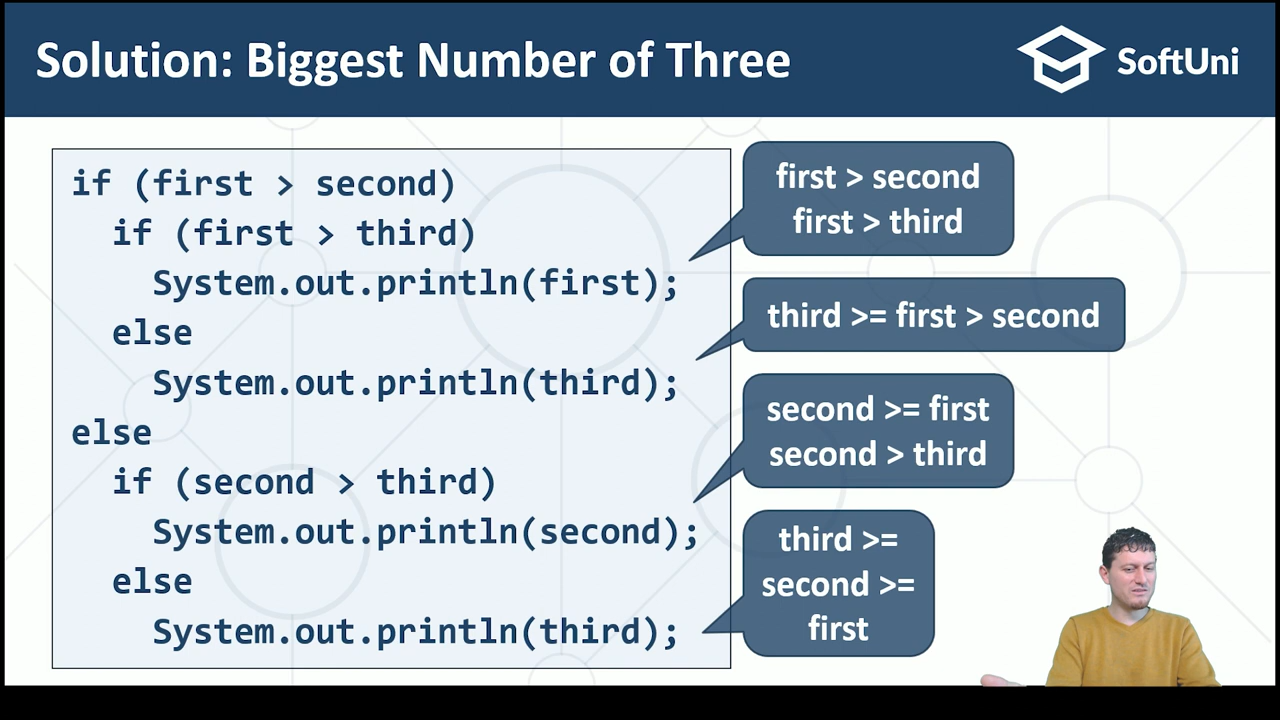 Solution: Biggest Number of Three
SoftUni
if (first > second)
  if (first > third)
    System.out.println(first);
  else
    System.out.println(third);
else
  if (second > third)
    System.out.println(second);
  else
    System.out.println(third);
first > second
first > third
third >= first > second
second >= first
second > third
third >=
second >=
first